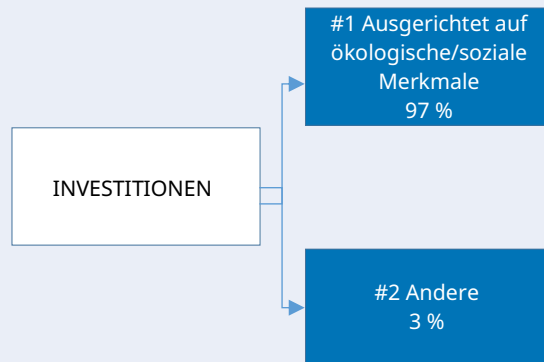 #1 Ausgerichtet auf
ökologische/soziale
Merkmale
97 %
INVESTITIONEN
#2 Andere
3 %